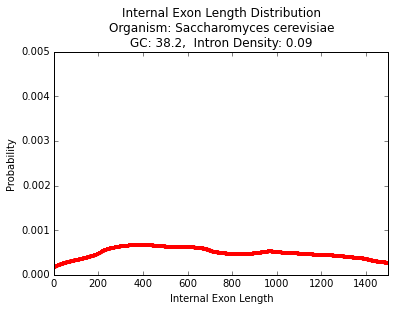 Internal Exon Length Distribution
Organism: Saccharomyces cerevisiae
GC: 38.2,  Intron Density: 0.09
0.005
0.004
0.003
0.002
0.001
0.000
Probability
0 200 400 600 800 1000 1200 1400
Internal Exon Length